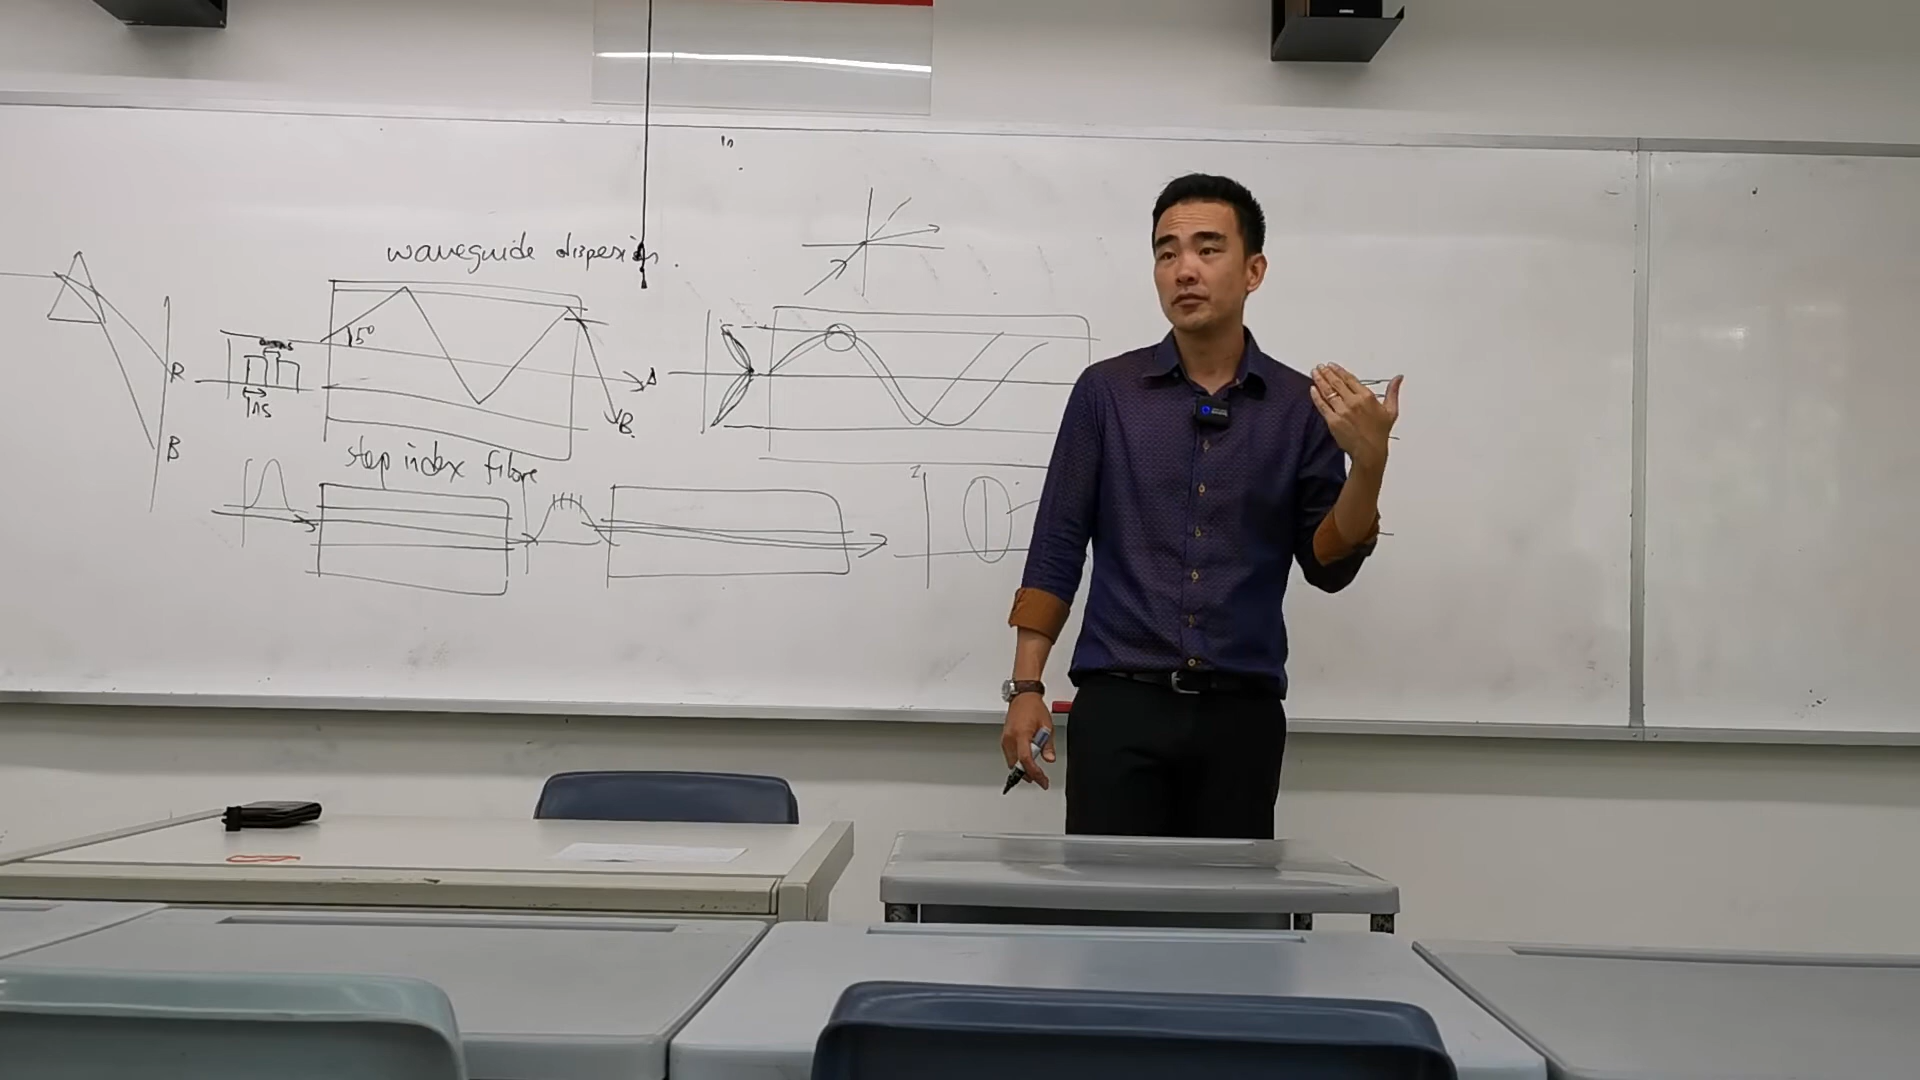 waveguide dispersion.
15°
R
1ns
A
B
B
step index fibre